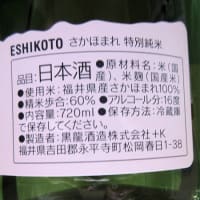 ESHIKOTO さかほまれ 特別純米
品目:日本酒 ●原材料名:米(国産)、米麹(国産米)
●使用米:福井県産さかほまれ100%
●精米歩合:60% ●アルコール分:16度
●内容量:720ml ●保存方法:冷蔵庫
で保存してください。
●製造者:黒龍酒造株式会社+K
福井県吉田郡永平寺町松岡春日1-38